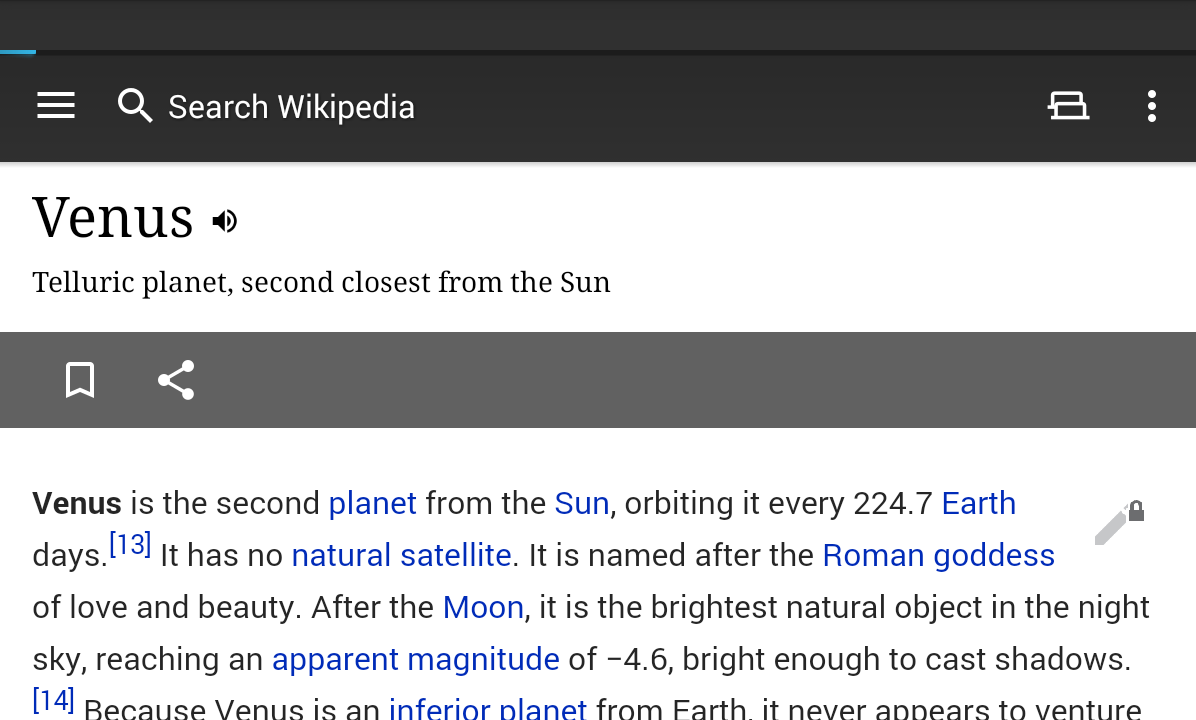 Search Wikipedia
Venus
Telluric planet, second closest from the Sun
Venus is the second planet from the Sun, orbiting it every 224.7 Earth
days.[13] It has no natural satellite. It is named after the Roman goddess
of love and beauty. After the Moon, it is the brightest natural object in the night
sky, reaching an apparent magnitude of −4.6, bright enough to cast shadows.
[14] Because Venus is an inferior planet from Earth, it never appears to venture